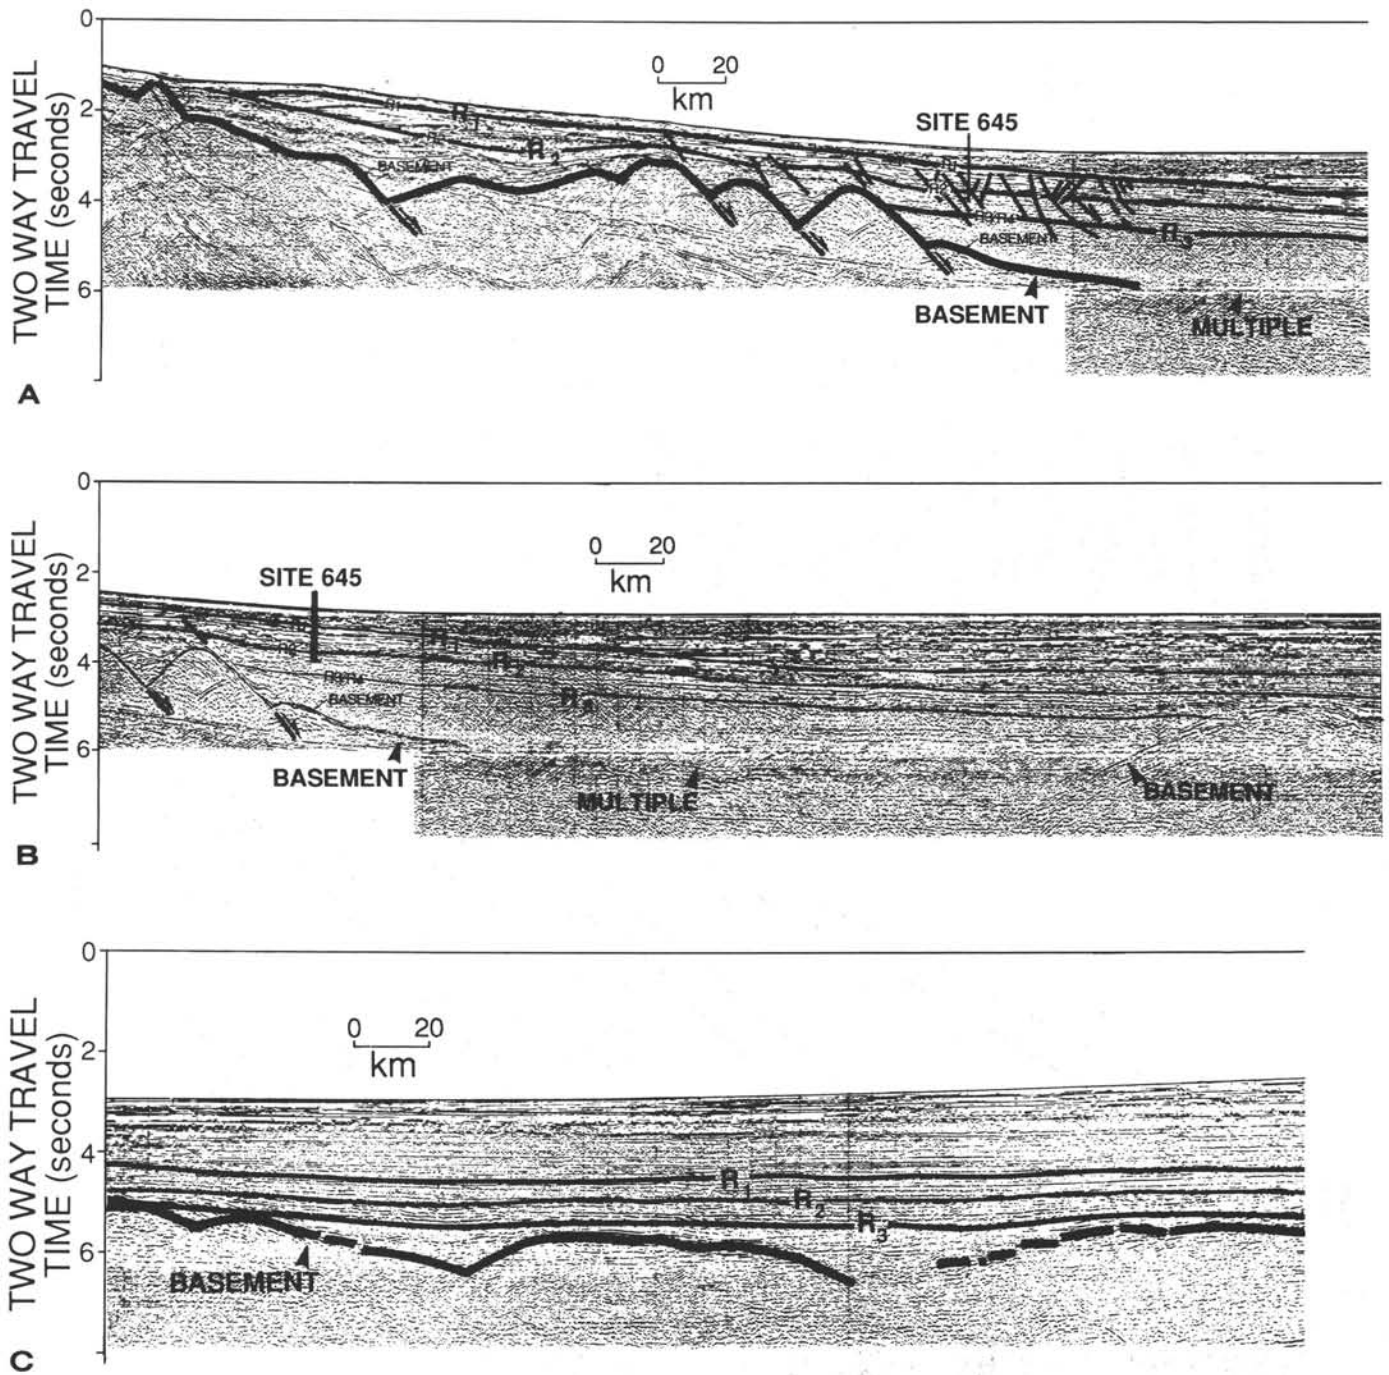 0
2
4
6
TWO WAY TRAVEL
TIME (seconds)
0 20
km
SITE 645
R1
R2
BASEMENT
R3
BASEMENT
BASEMENT
MULTIPLE
A
0
2
4
6
TWO WAY TRAVEL
TIME (seconds)
0 20
km
SITE 645
R1
R2
R3/R4
BASEMENT
BASEMENT
MULTIPLE
BASEMENT
B
0
2
4
6
TWO WAY TRAVEL
TIME (seconds)
0 20
km
R1
R2
R3
BASEMENT
C